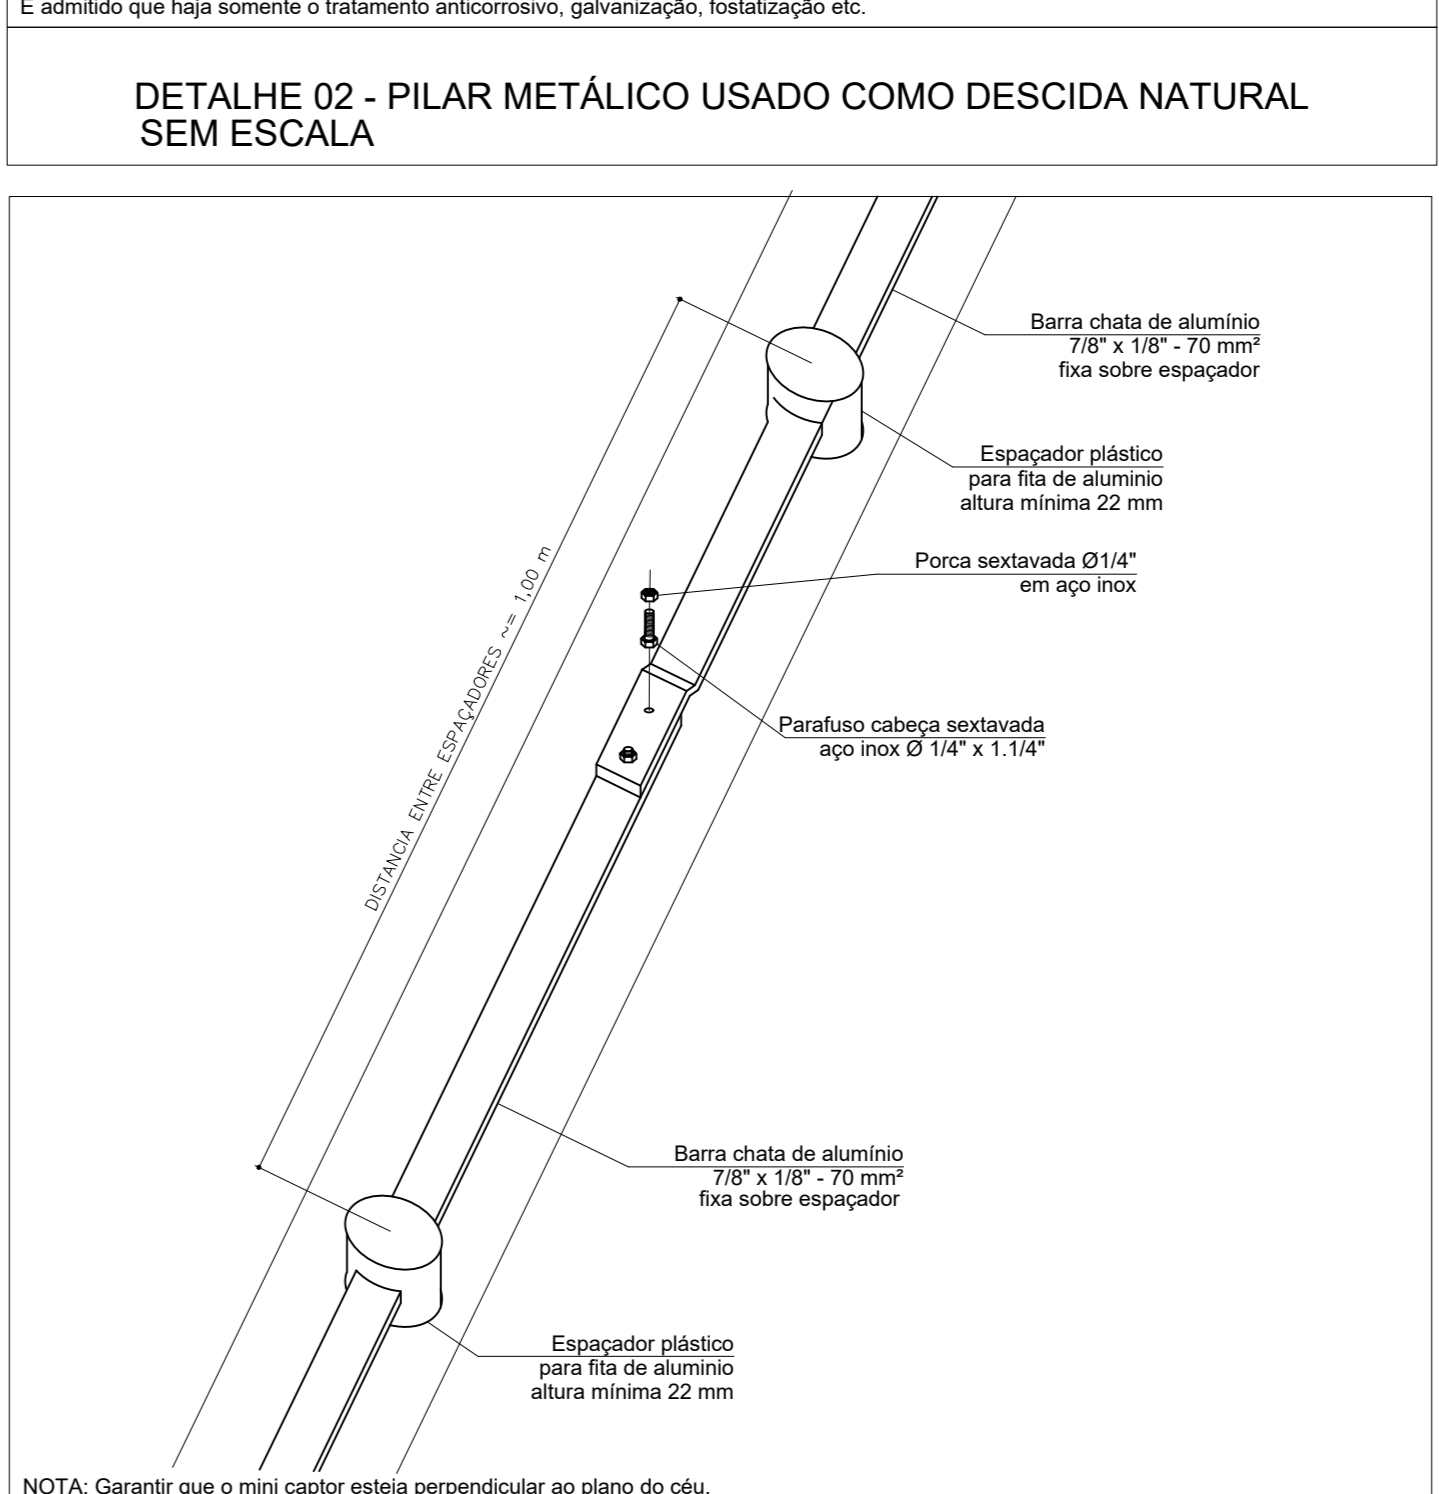 É admitido que haja somente o tratamento anticorrosivo, galvanização, fostatização etc.
DETALHE 02 - PILAR METÁLICO USADO COMO DESCIDA NATURAL
SEM ESCALA
Barra chata de alumínio
7/8" x 1/8" - 70 mm²
fixa sobre espaçador
Espaçador plástico
para fita de aluminio
altura mínima 22 mm
Porca sextavada Ø1/4"
em aço inox
DISTANCIA ENTRE ESPAÇADORES ~= 1,00 m
Parafuso cabeça sextavada
aço inox Ø 1/4" x 1.1/4"
Barra chata de alumínio
7/8" x 1/8" - 70 mm²
fixa sobre espaçador
Espaçador plástico
para fita de aluminio
altura mínima 22 mm
NOTA: Garantir que o mini captor esteja perpendicular ao plano do céu.